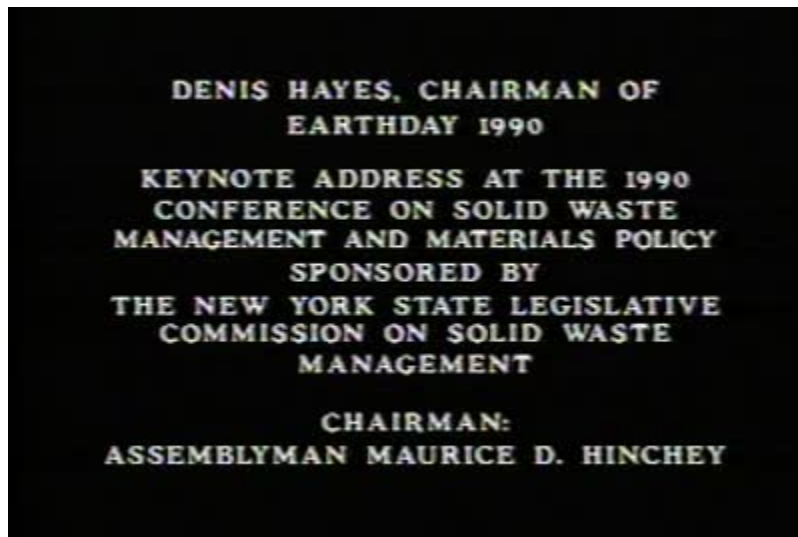 DENIS HAYES, CHAIRMAN OF
EARTHDAY 1990
KEYNOTE ADDRESS AT THE 1990
CONFERENCE ON SOLID WASTE
MANAGEMENT AND MATERIALS POLICY
SPONSORED BY
THE NEW YORK STATE LEGISLATIVE
COMMISSION ON SOLID WASTE
MANAGEMENT
CHAIRMAN:
ASSEMBLYMAN MAURICE D. HINCHEY